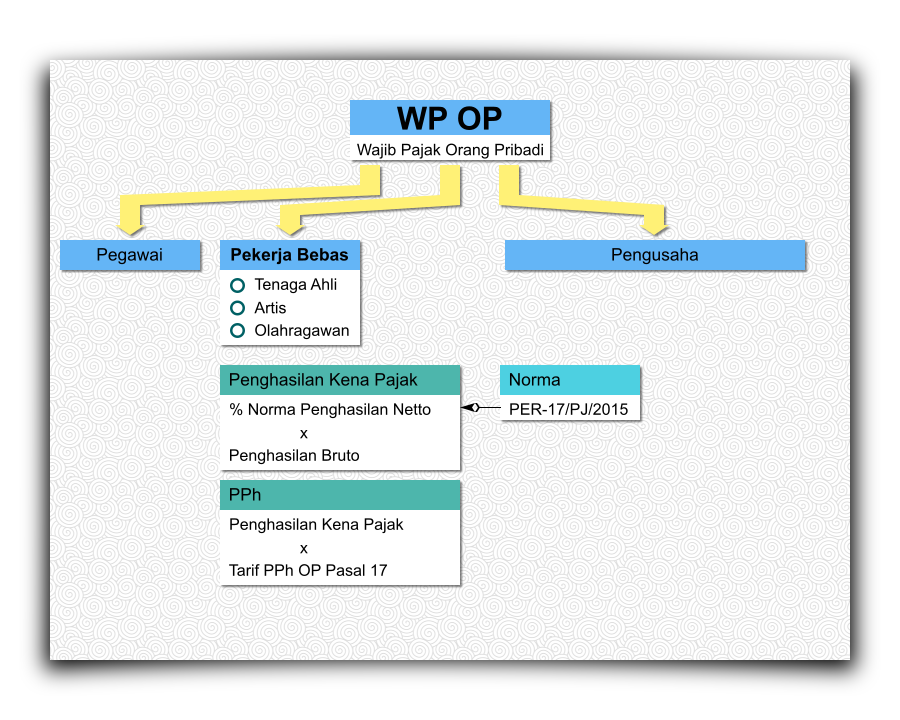 WP OP
Wajib Pajak Orang Pribadi
Pegawai
Pekerja Bebas
Tenaga Ahli
Artis
Olahragawan
Pengusaha
Penghasilan Kena Pajak
% Norma Penghasilan Netto
x
Penghasilan Bruto
Norma
PER-17/PJ/2015
PPh
Penghasilan Kena Pajak
x
Tarif PPh OP Pasal 17